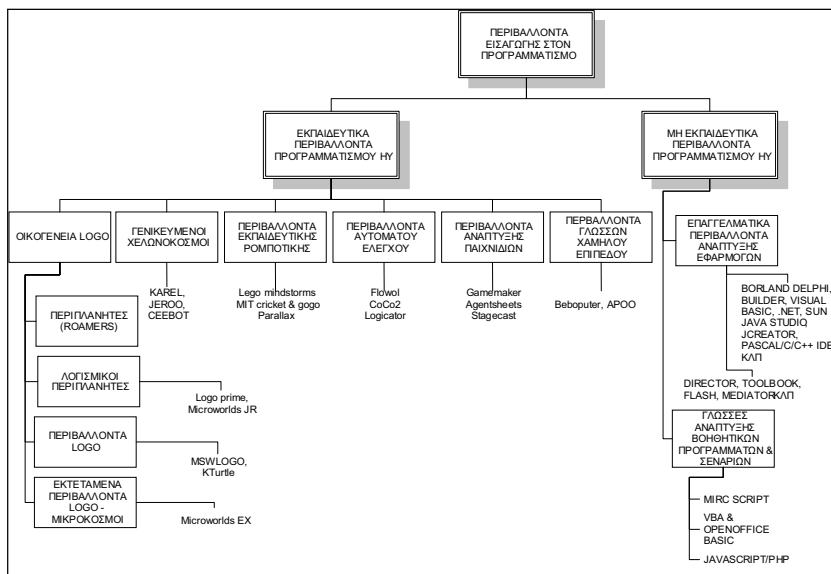 ΠΕΡΙΒΑΛΛΟΝΤΑ
ΕΙΣΑΓΩΓΗΣ ΣΤΟΝ
ΠΡΟΓΡΑΜΜΑΤΙΣΜΟ
ΕΚΠΑΙΔΕΥΤΙΚΑ
ΠΕΡΙΒΑΛΛΟΝΤΑ
ΠΡΟΓΡΑΜΜΑΤΙΣΜΟΥ ΗΥ
ΜΗ ΕΚΠΑΙΔΕΥΤΙΚΑ
ΠΕΡΙΒΑΛΛΟΝΤΑ
ΠΡΟΓΡΑΜΜΑΤΙΣΜΟΥ ΗΥ
ΟΙΚΟΓΕΝΕΙΑ LOGO
ΓΕΝΙΚΕΥΜΕΝΟΙ
ΧΕΛΩΝΟΚΟΣΜΟΙ
ΠΕΡΙΒΑΛΛΟΝΤΑ
ΕΚΠΑΙΔΕΥΤΙΚΗΣ
ΡΟΜΠΟΤΙΚΗΣ
ΠΕΡΙΒΑΛΛΟΝΤΑ
ΑΥΤΟΜΑΤΟΥ
ΕΛΕΓΧΟΥ
ΠΕΡΙΒΑΛΛΟΝΤΑ
ΑΝΑΠΤΥΞΗΣ
ΠΑΙΧΝΙΔΙΩΝ
ΠΕΡΒΑΛΛΟΝΤΑ
ΓΛΩΣΣΩΝ
ΧΑΜΗΛΟΥ
ΕΠΙΠΕΔΟΥ
ΕΠΑΓΓΕΛΜΑΤΙΚΑ
ΠΕΡΙΒΑΛΛΟΝΤΑ
ΑΝΑΠΤΥΞΗΣ
ΕΦΑΡΜΟΓΩΝ
KAREL,
JEROO,
CEEBOT
Lego mindstorms
MIT cricket & gogo
Parallax
Flowol
CoCo2
Logicator
Gamemaker
Agentsheets
Stagecast
Beboputer, APOO
BORLAND DELPHI,
BUILDER, VISUAL
BASIC, .NET, SUN
JAVA STUDIO,
JCREATOR,
PASCAL/C/C++ IDE
ΚΛΠ
ΠΕΡΙΠΛΑΝΗΤΕΣ
(ROAMERS)
ΛΟΓΙΣΜΙΚΟΙ
ΠΕΡΙΠΛΑΝΗΤΕΣ
Logo prime,
Microworlds JR
DIRECTOR, TOOLBOOK,
FLASH, MEDIATORΚΛΠ
ΠΕΡΙΒΑΛΛΟΝΤΑ
LOGO
MSWLOGO,
KTurtle
ΓΛΩΣΣΕΣ
ΑΝΑΠΤΥΞΗΣ
ΒΟΗΘΗΤΙΚΩΝ
ΠΡΟΓΡΑΜΜΑΤΩΝ &
ΣΕΝΑΡΙΩΝ
ΕΚΤΕΤΑΜΕΝΑ
ΠΕΡΙΒΑΛΛΟΝΤΑ
LOGO -
ΜΙΚΡΟΚΟΣΜΟΙ
Microworlds EX
MIRC SCRIPT
VBA &
OPENOFFICE
BASIC
JAVASCRIPT/PHP